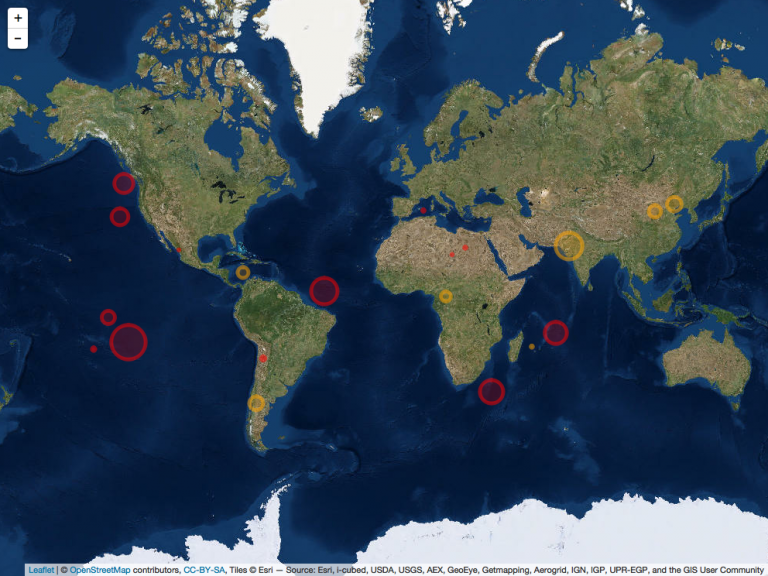 +
−
Leaflet | © OpenStreetMap contributors, CC-BY-SA, Tiles © Esri — Source: Esri, i-cubed, USDA, USGS, AEX, GeoEye, Getmapping, Aerogrid, IGN, IGP, UPR-EGP, and the GIS User Community